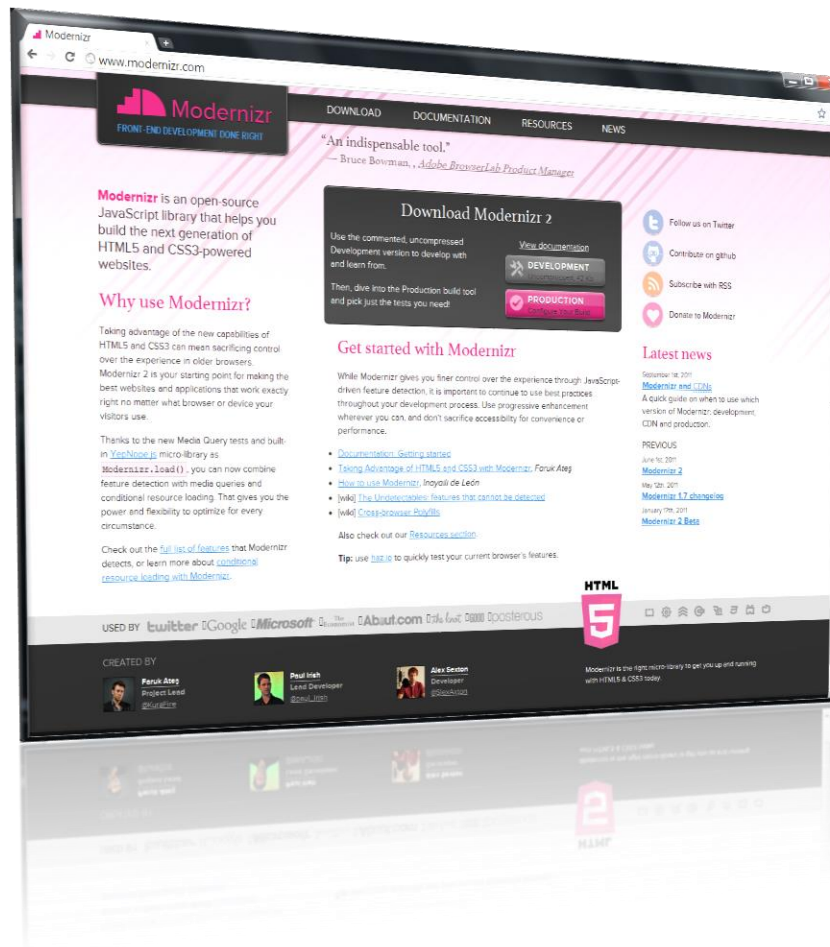 Modernizr
www.modernizr.com
Modernizr
FRONT-END DEVELOPMENT DONE RIGHT
DOWNLOAD
DOCUMENTATION
RESOURCES
NEWS
“An indispensable tool.”
— Bruce Bowman, , Adobe BrowserLab Product Manager
Modernizr is an open-source
JavaScript library that helps you
build the next generation of
HTML5 and CSS3-powered
websites.
Why use Modernizr?
Taking advantage of the new capabilities of
HTML5 and CSS3 can mean sacrificing control
over the experience in older browsers.
Modernizr 2 is your starting point for making the
best websites and applications that work exactly
right no matter what browser or device your
visitors use.
Thanks to the new Media Query tests and built-
in YepNope.js micro-library as
Modernizr.load(), you can now combine
feature detection with media queries and
conditional resource loading. That gives you the
power and flexibility to optimize for every
circumstance.
Check out the full list of features that Modernizr
detects, or learn more about conditional
resource loading with Modernizr.
Download Modernizr 2
Use the commented, uncompressed
Development version to develop with
and learn from.
Then, dive into the Production build tool
and pick just the tests you need!
View documentation
DEVELOPMENT
PRODUCTION
Configure Your Build
Get started with Modernizr
While Modernizr gives you finer control over the experience through JavaScript-
driven feature detection, it is important to continue to use best practices
throughout your development process. Use progressive enhancement
wherever you can, and don't sacrifice accessibility for convenience or
performance.
• Documentation: Getting started
• Taking Advantage of HTML5 and CSS3 with Modernizr, Faruk Ateş
• How to use Modernizr, Inayaili de León
• [wiki] The Undetectables: features that cannot be detected
• [wiki] Cross-browser Polyfills
Also check out our Resources section.
Tip: use haz.io to quickly test your current browser's features.
Follow us on Twitter
Contribute on github
Subscribe with RSS
Donate to Modernizr
Latest news
September 1st, 2011
Modernizr and CDNs
A quick guide on when to use which
version of Modernizr: development,
CDN and production.
PREVIOUS
June 1st, 2011
Modernizr 2
May 12th, 2011
Modernizr 1.7 changelog
January 17th, 2011
Modernizr 2 Beta
USED BY twitter Google Microsoft The Economist About.com the knot posterous
HTML
5
CREATED BY
Faruk Ateş
Project Lead
@KuraFire
Paul Irish
Lead Developer
@paul_irish
Alex Sexton
Developer
@SlexAxton
Modernizr is the right micro-library to get you up and running
with HTML5 & CSS3 today.